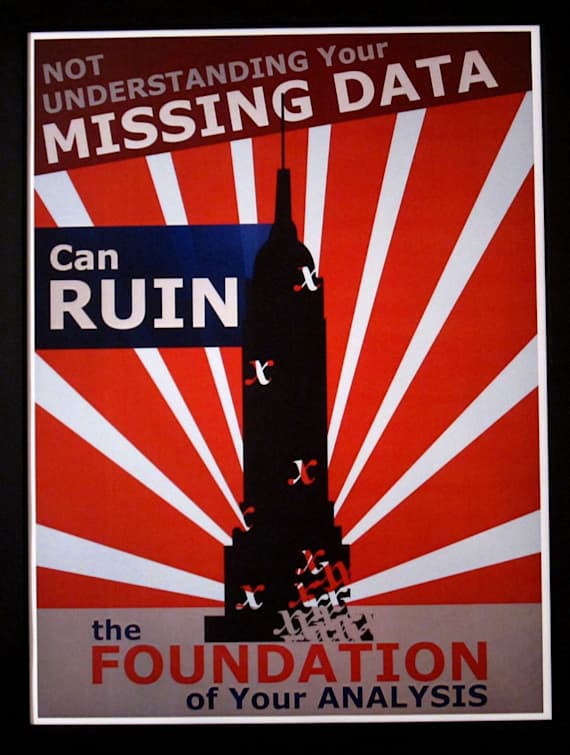 NOT
UNDERSTANDING Your
MISSING DATA
Can
RUIN
x
x
x
x
x
x
the
FOUNDATION
of Your ANALYSIS